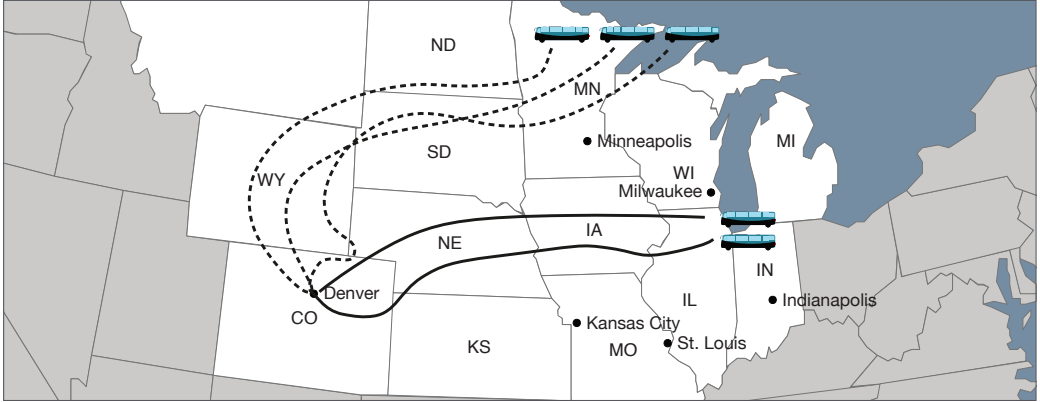 ND
MN
Minneapolis
MI
SD
WI
WY
Milwaukee
IA
NE
IN
Denver
Indianapolis
IL
CO
Kansas City
St. Louis
KS
MO